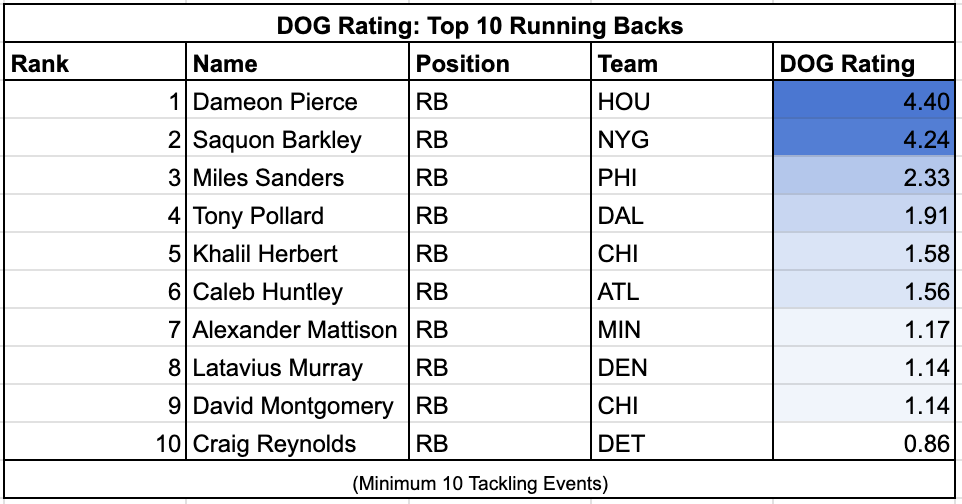 DOG Rating: Top 10 Running Backs
Rank Name Position Team DOG Rating
1 Dameon Pierce RB HOU 4.40
2 Saquon Barkley RB NYG 4.24
3 Miles Sanders RB PHI 2.33
4 Tony Pollard RB DAL 1.91
5 Khalil Herbert RB CHI 1.58
6 Caleb Huntley RB ATL 1.56
7 Alexander Mattison RB MIN 1.17
8 Latavius Murray RB DEN 1.14
9 David Montgomery RB CHI 1.14
10 Craig Reynolds RB DET 0.86
(Minimum 10 Tackling Events)